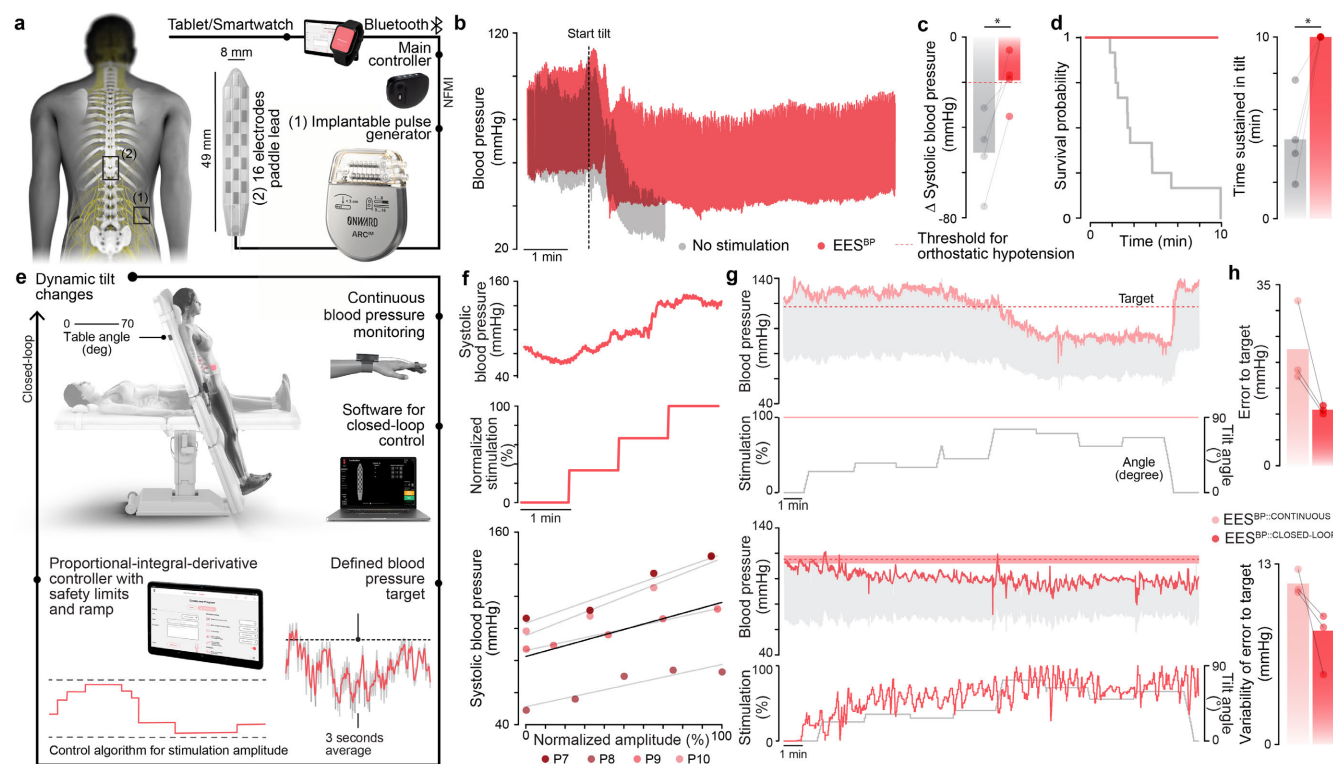 a
Tablet/Smartwatch
Bluetooth
8 mm
Main
controller
NFMI
49 mm
(2) 16 electrodes
paddle lead
(1) Implantable pulse
generator
(2)
(1)
ONWARD
ARCIM
b
120
Blood pressure
(mmHg)
20
Start tilt
1 min
No stimulation
EESBP
Threshold for
orthostatic hypotension
c
*
0
Δ Systolic blood pressure
(mmHg)
-80
d
1
Survival probability
0
0
Time (min)
10
*
10
Time sustained in tilt
(min)
0
e
Dynamic tilt
changes
Closed-loop
0
70
Table angle
(deg)
Continuous
blood pressure
monitoring
Software for
closed-loop
control
Proportional-integral-derivative
controller with
safety limits
and ramp
Defined blood
pressure
target
Control algorithm for stimulation amplitude
3 seconds
average
f
160
Systolic
blood pressure
(mmHg)
40
100
Normalized
stimulation
(%)
0
1 min
160
Systolic blood pressure
(mmHg)
40
0
100
Normalized amplitude (%)
P7
P8
P9
P10
g
140
Blood pressure
(mmHg)
40
Target
100
Stimulation
(%)
0
90
Tilt angle
(°)
0
Angle
(degree)
1 min
140
Blood pressure
(mmHg)
40
100
Stimulation
(%)
0
90
Tilt angle
(°)
0
1 min
h
35
Error to target
(mmHg)
0
EESBP::CONTINUOUS
EESBP::CLOSED-LOOP
13
Variability of error to target
(mmHg)
0